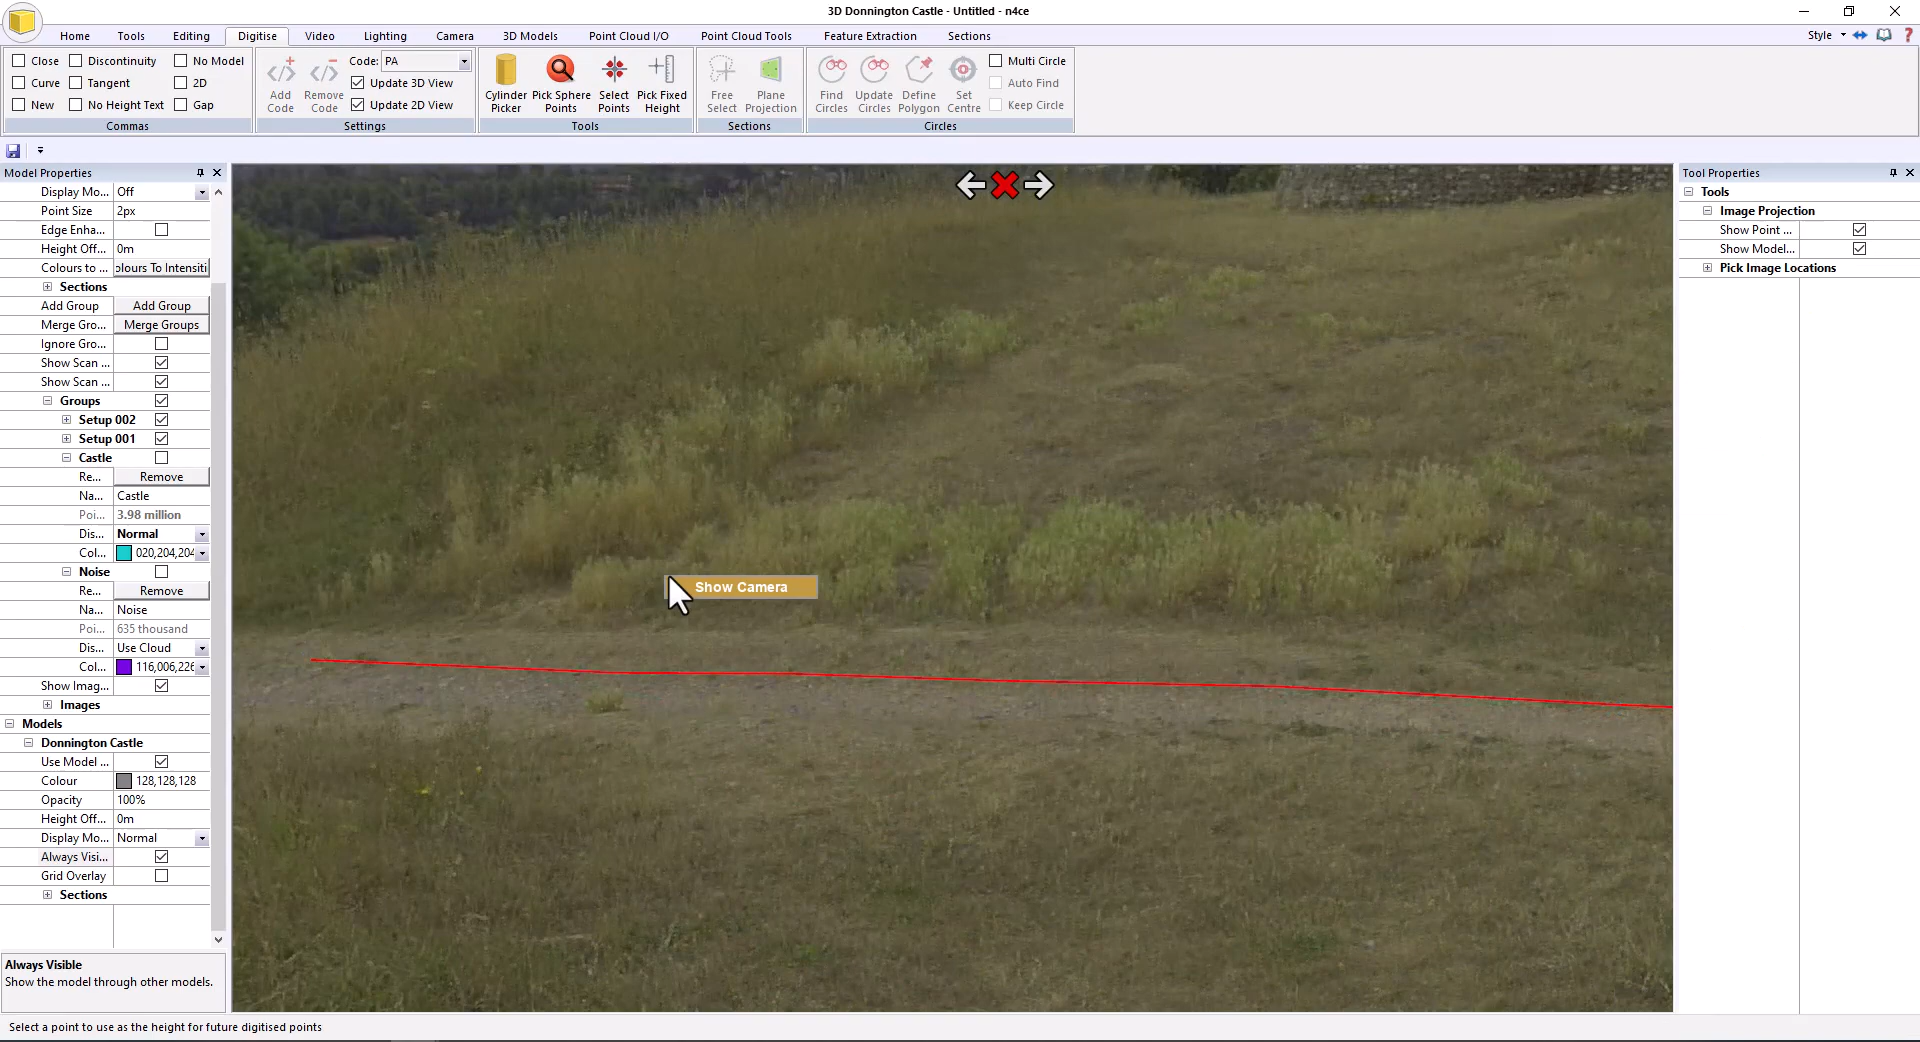 3D Donnington Castle - Untitled - n4ce
Home Tools Editing Digitise Video Lighting Camera 3D Models Point Cloud I/O Point Cloud Tools Feature Extraction Sections
Style
Close Discontinuity No Model
Curve Tangent 2D
New No Height Text Gap
Commas
Add Code
Remove Code
Code: PA
Update 3D View
Update 2D View
Settings
Cylinder Picker
Pick Sphere Points
Select Points
Pick Fixed Height
Tools
Free Select
Plane Projection
Sections
Find Circles
Update Circles
Define Polygon
Set Centre
Multi Circle
Auto Find
Keep Circle
Circles
Model Properties
Display Mo... Off
Point Size 2px
Edge Enha...
Height Off... 0m
Colours to ... olours To Intensiti
Sections
Add Group Add Group
Merge Gro... Merge Groups
Ignore Gro...
Show Scan ...
Show Scan ...
Groups
Setup 002
Setup 001
Castle
Re... Remove
Na... Castle
Poi... 3.98 million
Dis... Normal
Col... 020,204,204
Noise
Re... Remove
Na... Noise
Poi... 635 thousand
Dis... Use Cloud
Col... 116,006,226
Show Imag...
Images
Models
Donnington Castle
Use Model ...
Colour 128,128,128
Opacity 100%
Height Off... 0m
Display Mo... Normal
Always Visi...
Grid Overlay
Sections
Always Visible
Show the model through other models.
Show Camera
Tool Properties
Tools
Image Projection
Show Point ...
Show Model...
Pick Image Locations
Select a point to use as the height for future digitised points